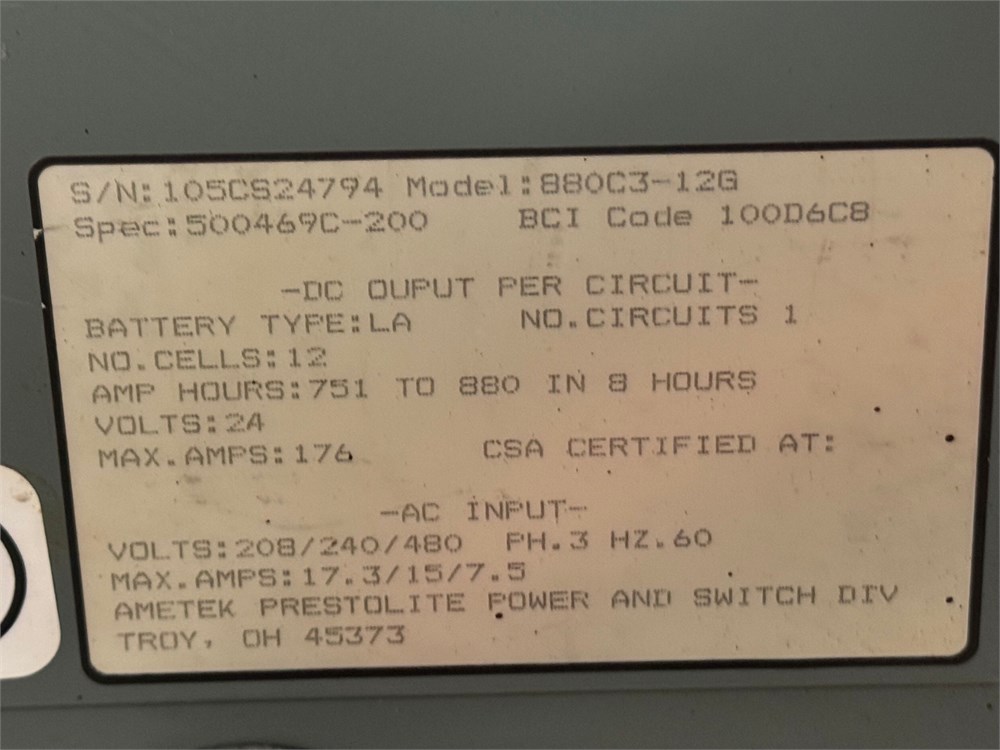 S/N:105CS24794 Model:880C3-12G
Spec:500469C-200 BCI Code 100D6C8
-DC OUPUT PER CIRCUIT-
BATTERY TYPE:LA NO.CIRCUITS 1
NO.CELLS:12
AMP HOURS:751 TO 880 IN 8 HOURS
VOLTS:24
MAX.AMPS:176 CSA CERTIFIED AT:
-AC INPUT-
VOLTS:208/240/480 PH.3 HZ.60
MAX.AMPS:17.3/15/7.5
AMETEK PRESTOLITE POWER AND SWITCH DIV
TROY, OH 45373